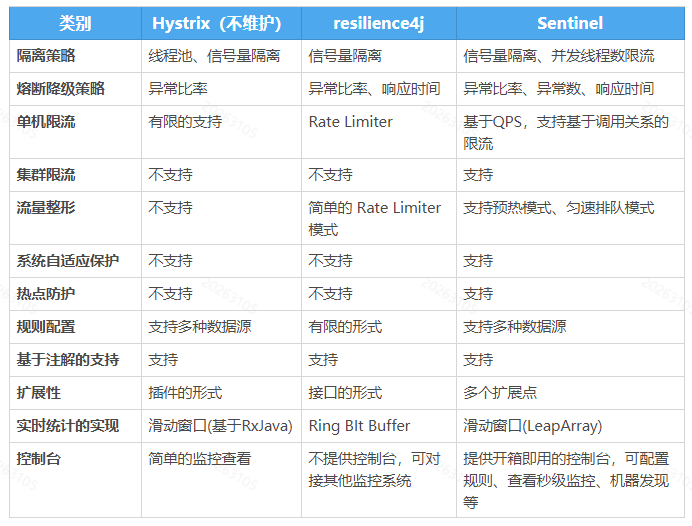 类别 Hystrix（不维护） resilience4j Sentinel
隔离策略 线程池、信号量隔离 信号量隔离 信号量隔离、并发线程数限流
熔断降级策略 异常比率 异常比率、响应时间 异常比率、异常数、响应时间
单机限流 有限的支持 Rate Limiter 基于QPS，支持基于调用关系的
限流
集群限流 不支持 不支持 支持
流量整形 不支持 简单的 Rate Limiter 支持预热模式、匀速排队模式
模式
系统自适应保护 不支持 不支持 支持
热点防护 不支持 不支持 支持
规则配置 支持多种数据源 有限的形式 支持多种数据源
基于注解的支持 支持 支持 支持
扩展性 插件的形式 接口的形式 多个扩展点
实时统计的实现 滑动窗口(基于RxJava) Ring BIt Buffer 滑动窗口(LeapArray)
控制台 简单的监控查看 不提供控制台，可对 提供开箱即用的控制台，可配置
接其他监控系统 规则、查看秒级监控、机器发现
等